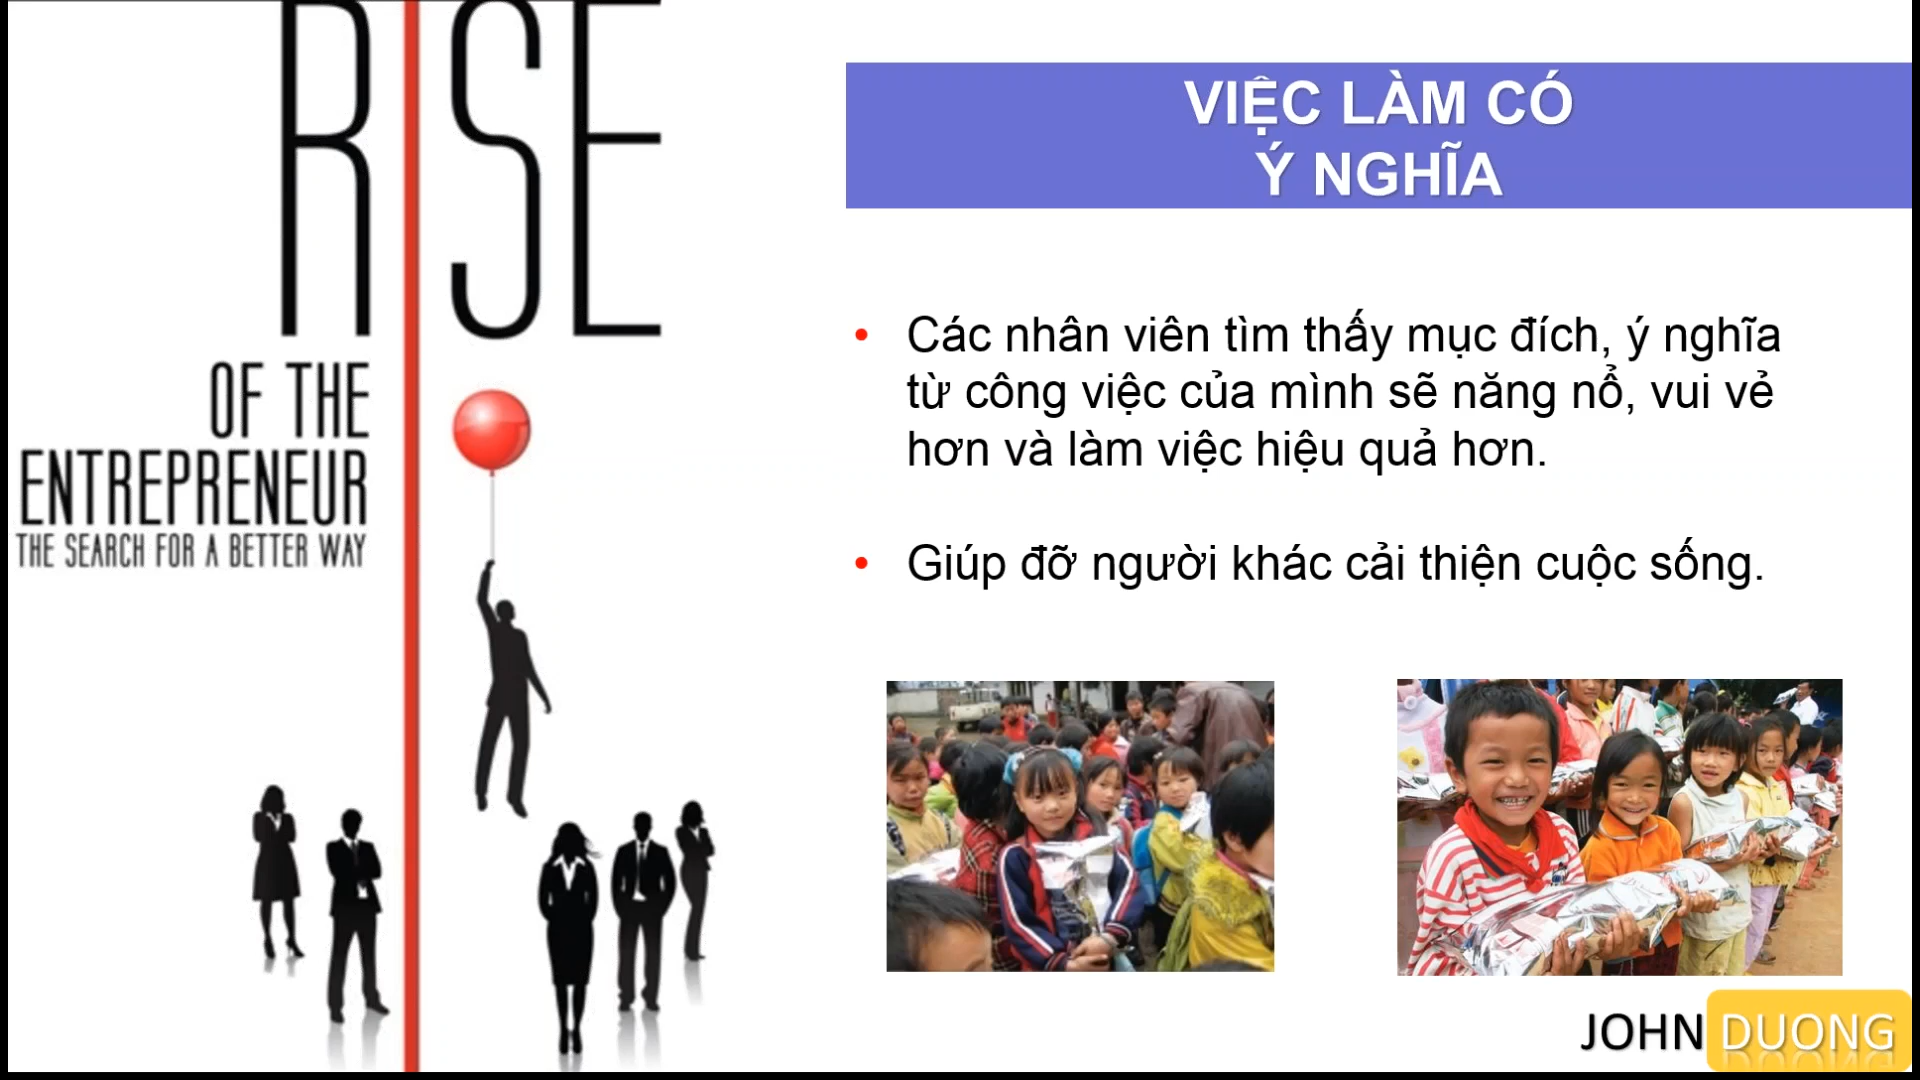 RISE
OF THE
ENTREPRENEUR
THE SEARCH FOR A BETTER WAY
VIỆC LÀM CÓ
Ý NGHĨA
• Các nhân viên tìm thấy mục đích, ý nghĩa
từ công việc của mình sẽ năng nổ, vui vẻ
hơn và làm việc hiệu quả hơn.
• Giúp đỡ người khác cải thiện cuộc sống.
JOHN DUONG